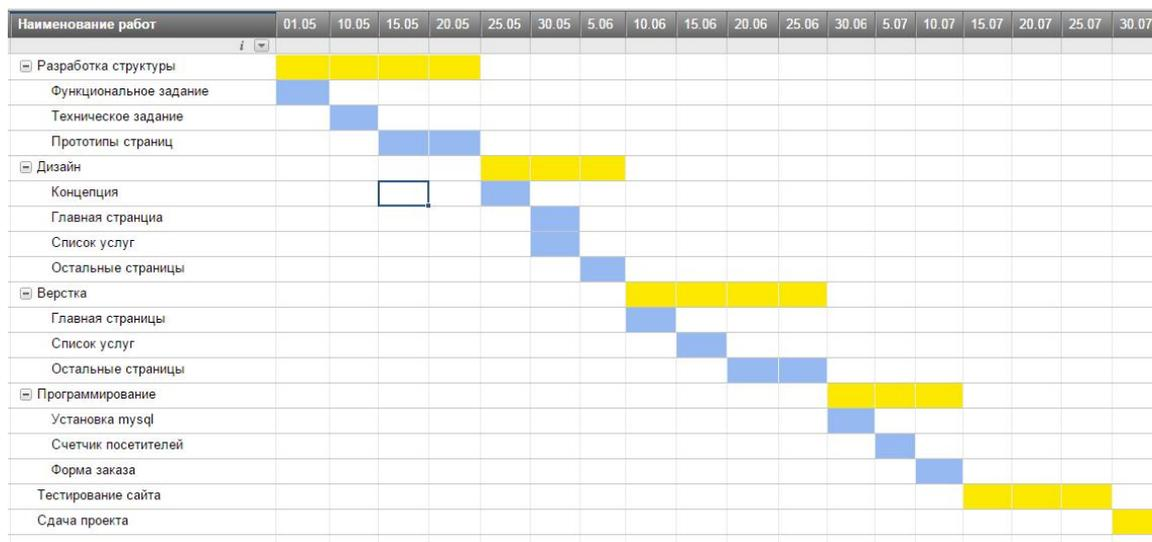 Наименование работ 01.05 10.05 15.05 20.05 25.05 30.05 5.06 10.06 15.06 20.06 25.06 30.06 5.07 10.07 15.07 20.07 25.07 30.07
i
Разработка структуры
Функциональное задание
Техническое задание
Прототипы страниц
Дизайн
Концепция
Главная странциа
Список услуг
Остальные страницы
Верстка
Главная страницы
Список услуг
Остальные страницы
Программирование
Установка mysql
Счетчик посетителей
Форма заказа
Тестирование сайта
Сдача проекта